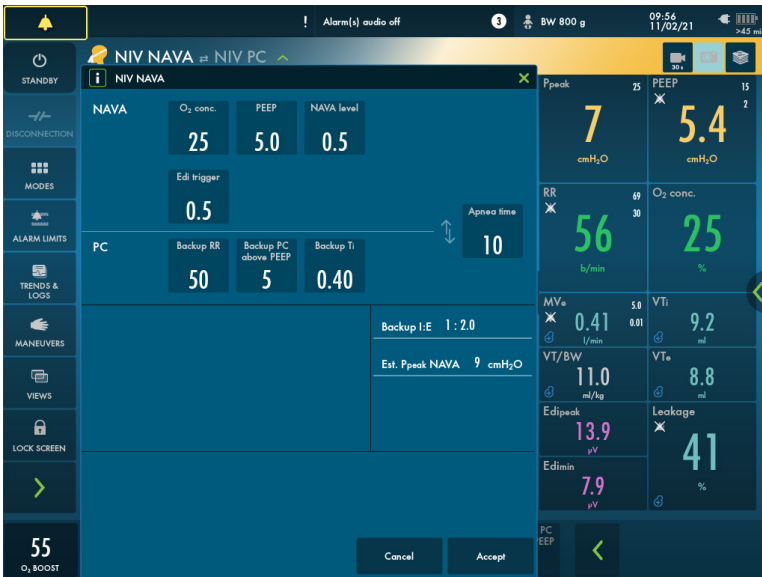 ! Alarm(s) audio off 3 BW 800 g 09:56
11/02/21 >45 mi
STANDBY
DISCONNECTION
MODES
ALARM LIMITS
TRENDS &
LOGS
MANEUVERS
VIEWS
LOCK SCREEN
55
O₂ BOOST
NIV NAVA ⇄ NIV PC
30 s
i NIV NAVA X
NAVA
O₂ conc. PEEP NAVA level
25 5.0 0.5
Edi trigger
0.5
Apnea time
10
PC
Backup RR Backup PC Backup Ti
above PEEP
50 5 0.40
Backup I:E 1 : 2.0
Est. Ppeak NAVA 9 cmH₂O
Cancel Accept
Ppeak 25
7
cmH₂O
PEEP 15
2
5.4
cmH₂O
RR 69
30
56
b/min
O₂ conc.
25
%
MVe 5.0
0.41 0.01
l/min
VTi
9.2
ml
VT/BW
11.0
ml/kg
VTe
8.8
ml
Edipeak
13.9
µV
Leakage
41
%
Edimin
7.9
µV
PC
EEP